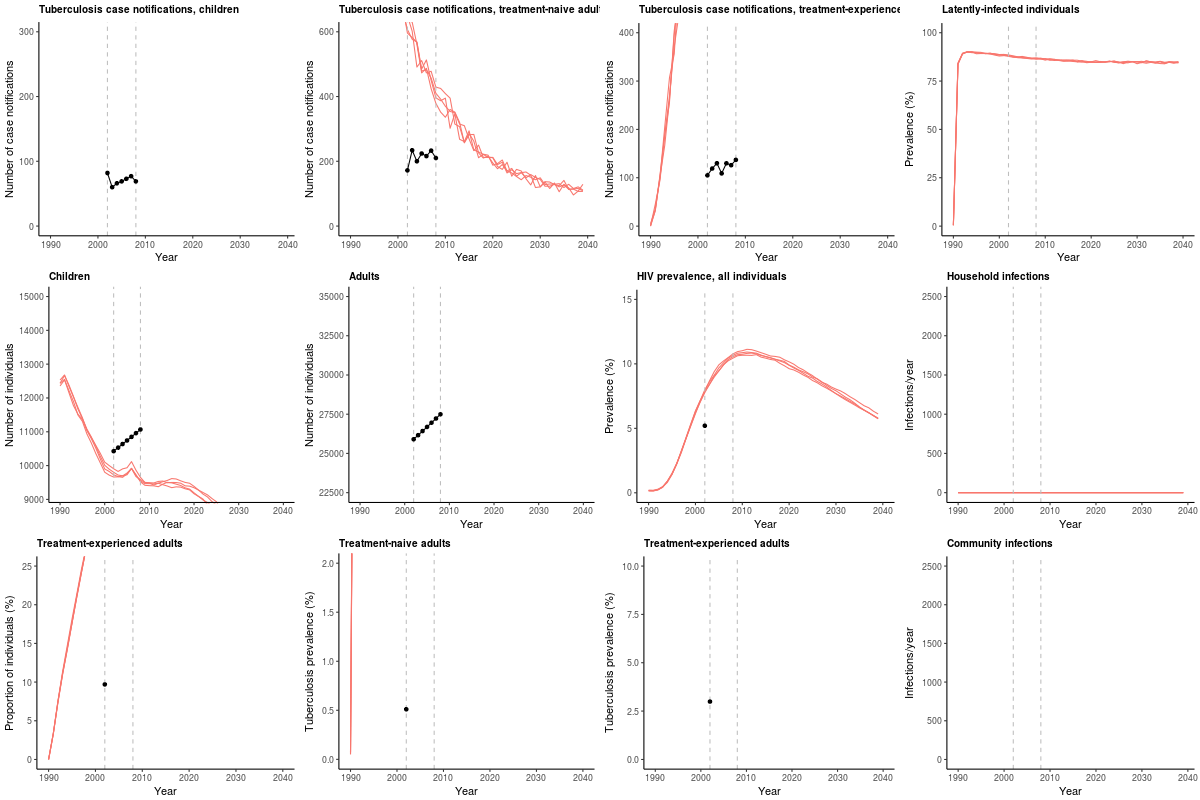 Tuberculosis case notifications, children
Number of case notifications
300
200
100
0
1990 2000 2010 2020 2030 2040
Year
Tuberculosis case notifications, treatment-naive adul
Number of case notifications
600
400
200
0
1990 2000 2010 2020 2030 2040
Year
Tuberculosis case notifications, treatment-experience
Number of case notifications
400
300
200
100
0
1990 2000 2010 2020 2030 2040
Year
Latently-infected individuals
Prevalence (%)
100
75
50
25
0
1990 2000 2010 2020 2030 2040
Year
Children
Number of individuals
15000
14000
13000
12000
11000
10000
9000
1990 2000 2010 2020 2030 2040
Year
Adults
Number of individuals
35000
32500
30000
27500
25000
22500
1990 2000 2010 2020 2030 2040
Year
HIV prevalence, all individuals
Prevalence (%)
15
10
5
0
1990 2000 2010 2020 2030 2040
Year
Household infections
Infections/year
2500
2000
1500
1000
500
0
1990 2000 2010 2020 2030 2040
Year
Treatment-experienced adults
Proportion of individuals (%)
25
20
15
10
5
0
1990 2000 2010 2020 2030 2040
Year
Treatment-naive adults
Tuberculosis prevalence (%)
2.0
1.5
1.0
0.5
0.0
1990 2000 2010 2020 2030 2040
Year
Treatment-experienced adults
Tuberculosis prevalence (%)
10.0
7.5
5.0
2.5
0.0
1990 2000 2010 2020 2030 2040
Year
Community infections
Infections/year
2500
2000
1500
1000
500
0
1990 2000 2010 2020 2030 2040
Year